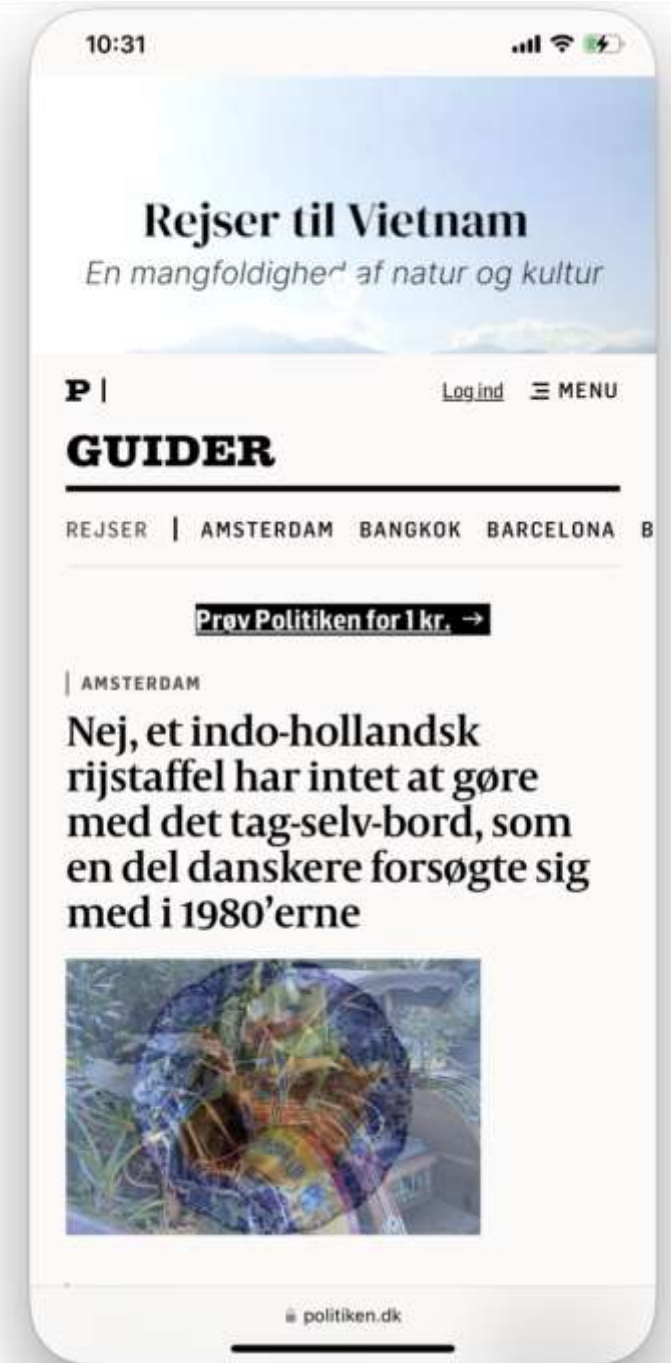 10:31
Rejser til Vietnam
En mangfoldighed af natur og kultur
P |
Log ind
MENU
GUIDER
REJSER | AMSTERDAM BANGKOK BARCELONA B
Prøv Politiken for 1 kr. →
AMSTERDAM
Nej, et indo-hollandsk
rijstaffel har intet at gøre
med det tag-selv-bord, som
en del danskere forsøgte sig
med i 1980’erne
politiken.dk